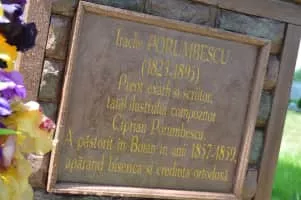 Iraclie PORUMBESCU
(1823-1895)
Preot, exarh și scriitor,
tatăl ilustrului compozitor
Ciprian Porumbescu.
A păstorit în Boian în anii 1857-1859,
apărând biserica și credința ortodoxă